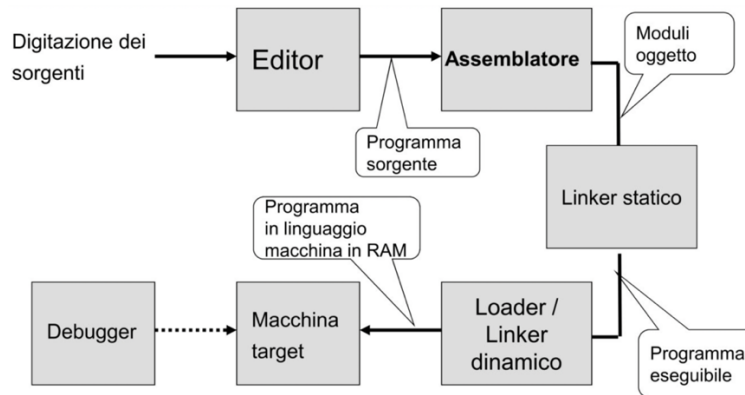 Digitazione dei
sorgenti
Editor
Assemblatore
Moduli
oggetto
Programma
sorgente
Linker statico
Programma
in linguaggio
macchina in RAM
Debugger
Macchina
target
Loader /
Linker
dinamico
Programma
eseguibile